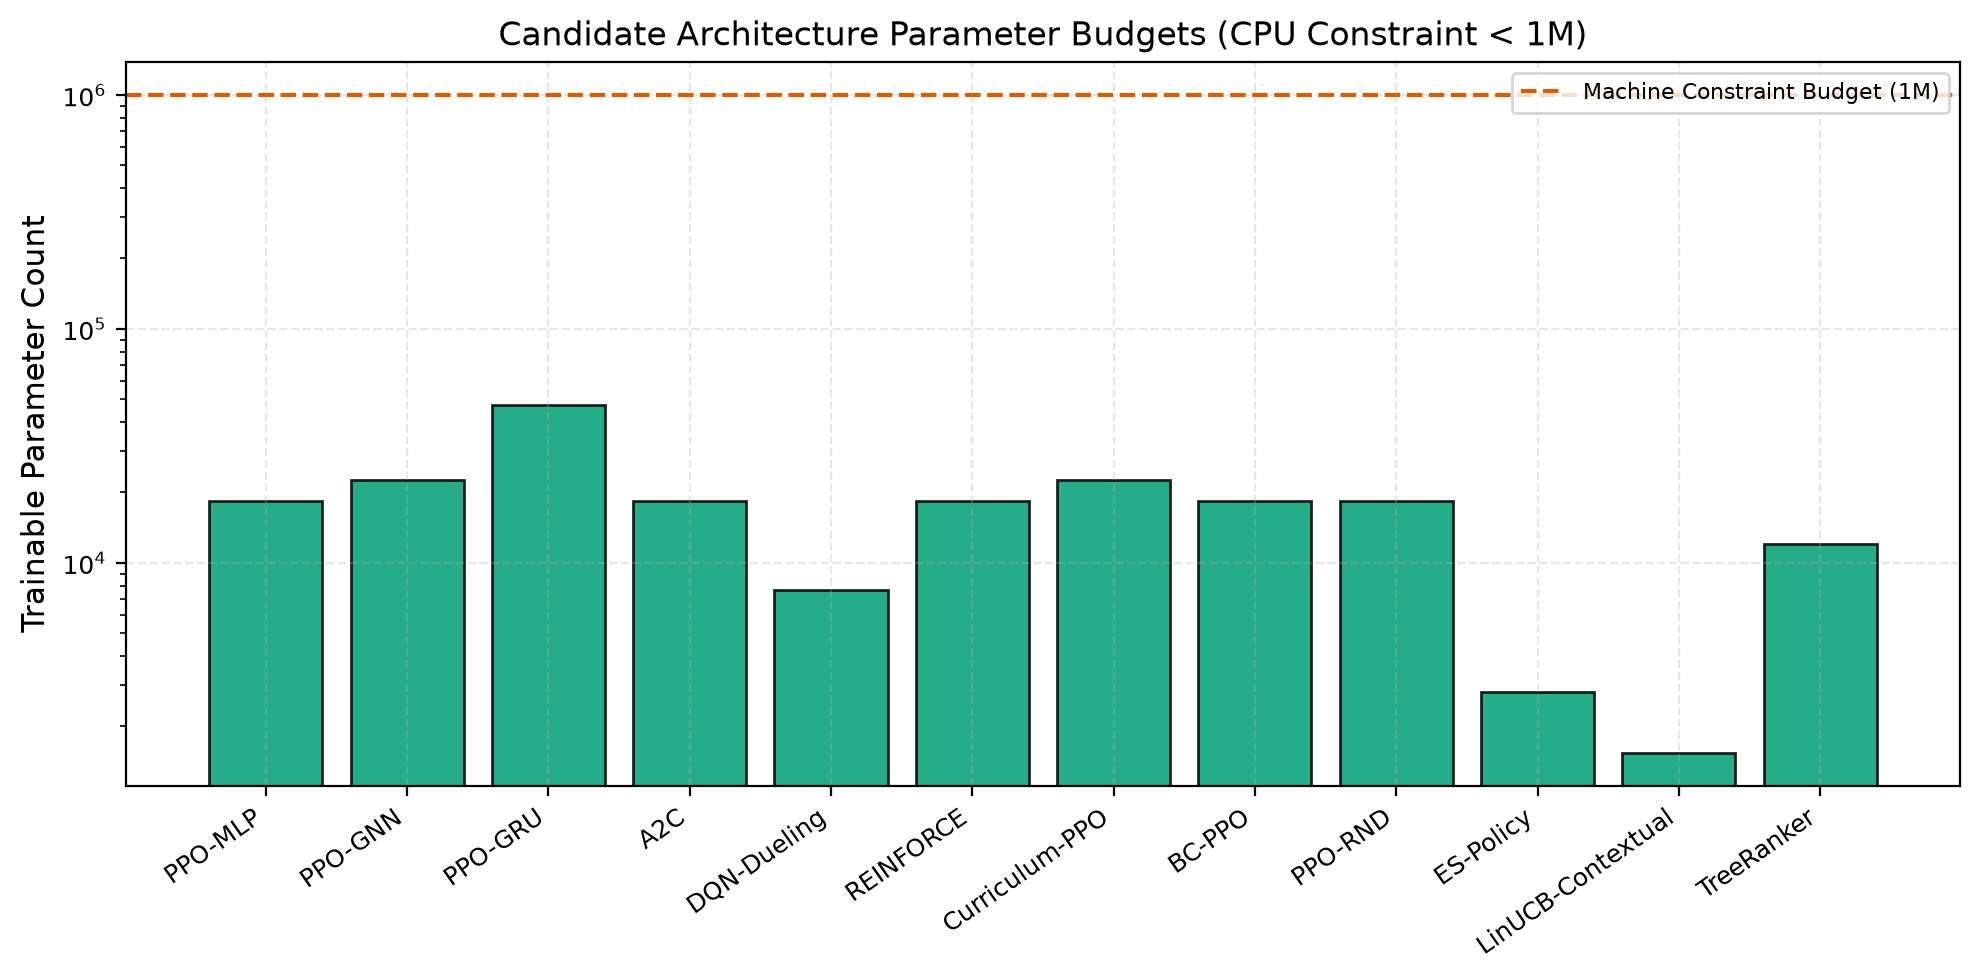 Candidate Architecture Parameter Budgets (CPU Constraint < 1M)
Machine Constraint Budget (1M)
Trainable Parameter Count
10⁶
10⁵
10⁴
PPO-MLP
PPO-GNN
PPO-GRU
A2C
DQN-Dueling
REINFORCE
Curriculum-PPO
BC-PPO
PPO-RND
ES-Policy
LinUCB-Contextual
TreeRanker